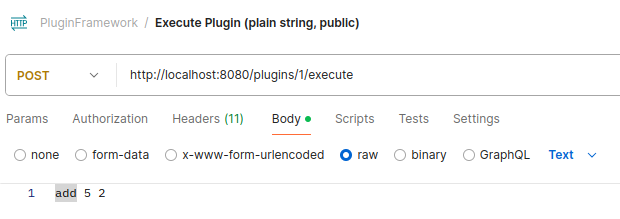 HTTP PluginFramework / Execute Plugin (plain string, public)
POST http://localhost:8080/plugins/1/execute
Params Authorization Headers (11) Body Scripts Tests Settings
none form-data x-www-form-urlencoded raw binary GraphQL Text
1 add 5 2